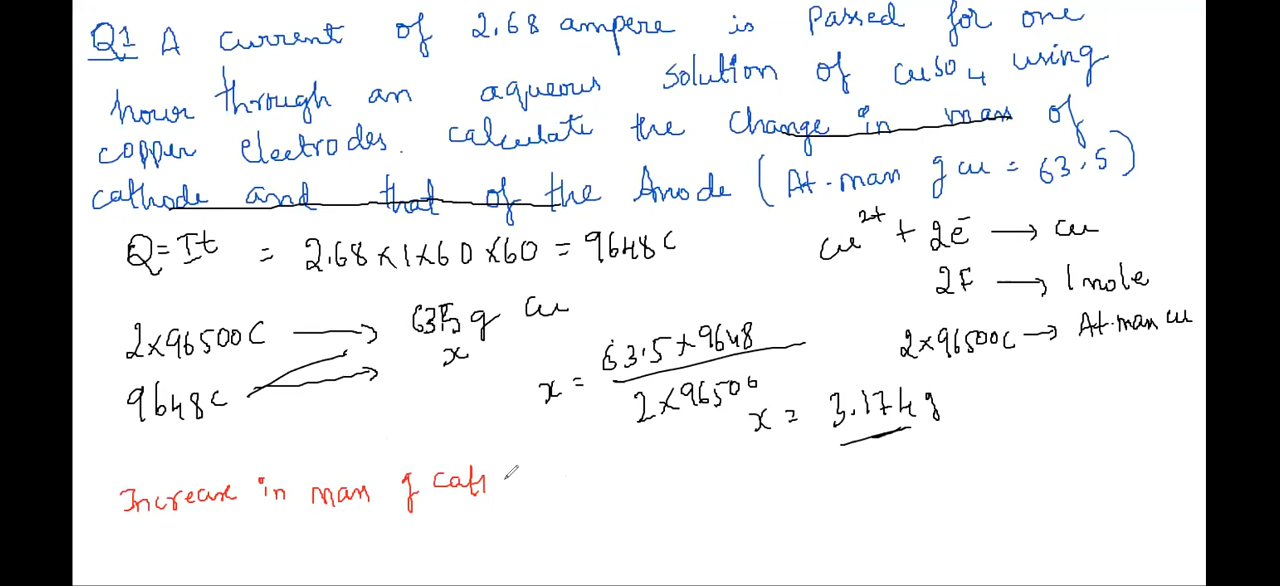 Q1 A current of 2.68 ampere is passed for one
hour through an aqueous solution of CuSO4 using
copper electrodes. calculate the change in mass of
cathode and that of the Anode (At. mass of cu = 63.5)
Q = It = 2.68 × 1 × 60 × 60 = 9648 C
Cu2+ + 2e- → Cu
2F → 1 mole
2×96500C → 63.5 g Cu
2×96500C → At. mass Cu
9648 C → x
x = 63.5 × 9648 / 2 × 96500
x = 3.174 g
Increase in mass of cath